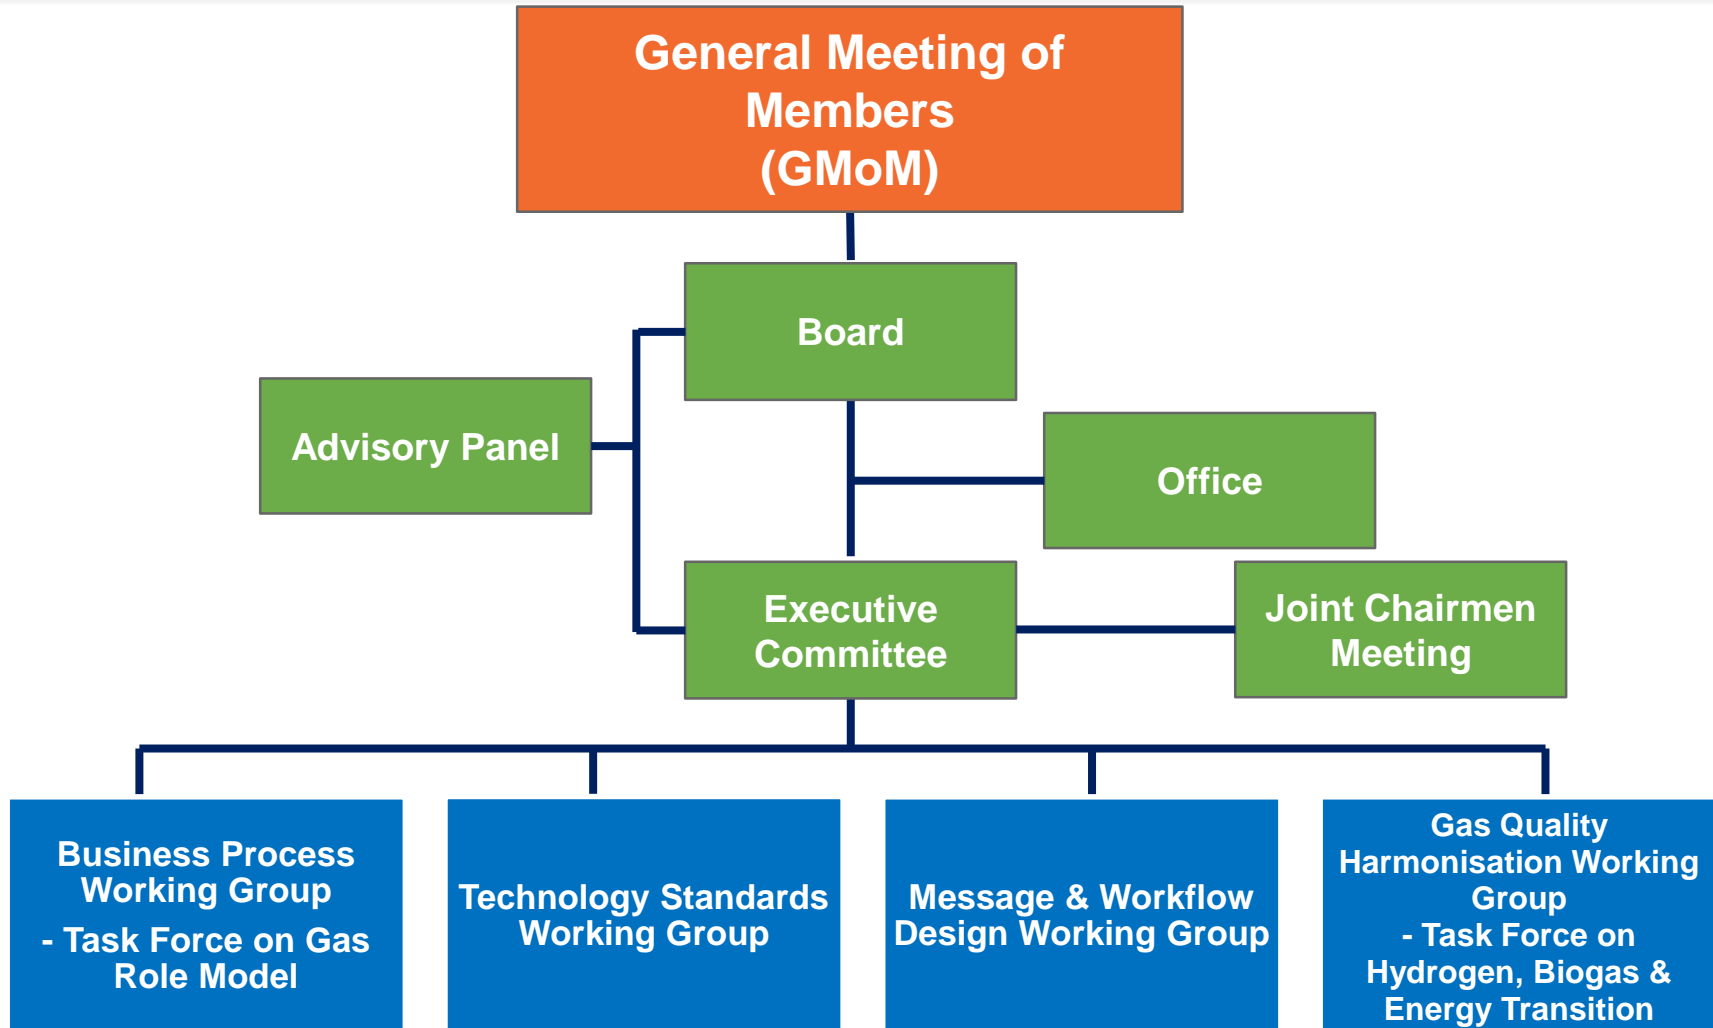 General Meeting of
Members
(GMoM)
Board
Advisory Panel
Office
Executive
Committee
Joint Chairmen
Meeting
Business Process
Working Group
- Task Force on Gas
Role Model
Technology Standards
Working Group
Message & Workflow
Design Working Group
Gas Quality
Harmonisation Working
Group
- Task Force on
Hydrogen, Biogas &
Energy Transition